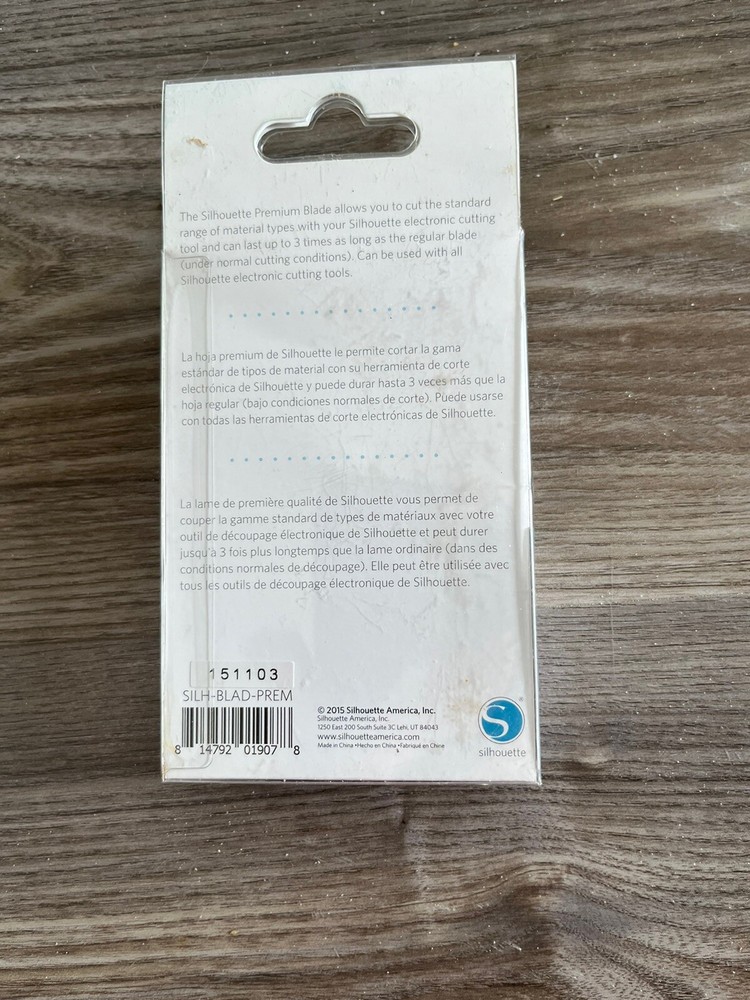 The Silhouette Premium Blade allows you to cut the standard
range of material types with your Silhouette electronic cutting
tool and can last up to 3 times as long as the regular blade
(under normal cutting conditions). Can be used with all
Silhouette electronic cutting tools.
La hoja premium de Silhouette le permite cortar la gama
estándar de tipos de material con su herramienta de corte
electrónica de Silhouette y puede durar hasta 3 veces más que la
hoja regular (bajo condiciones normales de corte). Puede usarse
con todas las herramientas de corte electrónicas de Silhouette.
La lame de première qualité de Silhouette vous permet de
couper la gamme standard de types de matériaux avec votre
outil de découpage électronique de Silhouette et peut durer
jusqu'à 3 fois plus longtemps que la lame ordinaire (dans des
conditions normales de découpage). Elle peut être utilisée avec
tous les outils de découpage électronique de Silhouette.
151103
SILH-BLAD-PREM
8 14792 01907 8
© 2015 Silhouette America, Inc.
Silhouette America, Inc.
1250 East 200 South Suite 3C Lehi, UT 84043
www.silhouetteamerica.com
Made in China •Hecho en China •Fabriqué en Chine
S
®
silhouette